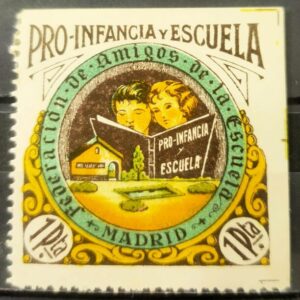 PRO-INFANCIA Y ESCUELA
Federación·de·Amigos·de·la·Escuela
PRO-INFANCIA
Y
ESCUELA
MADRID
1 Pta
1 Pta